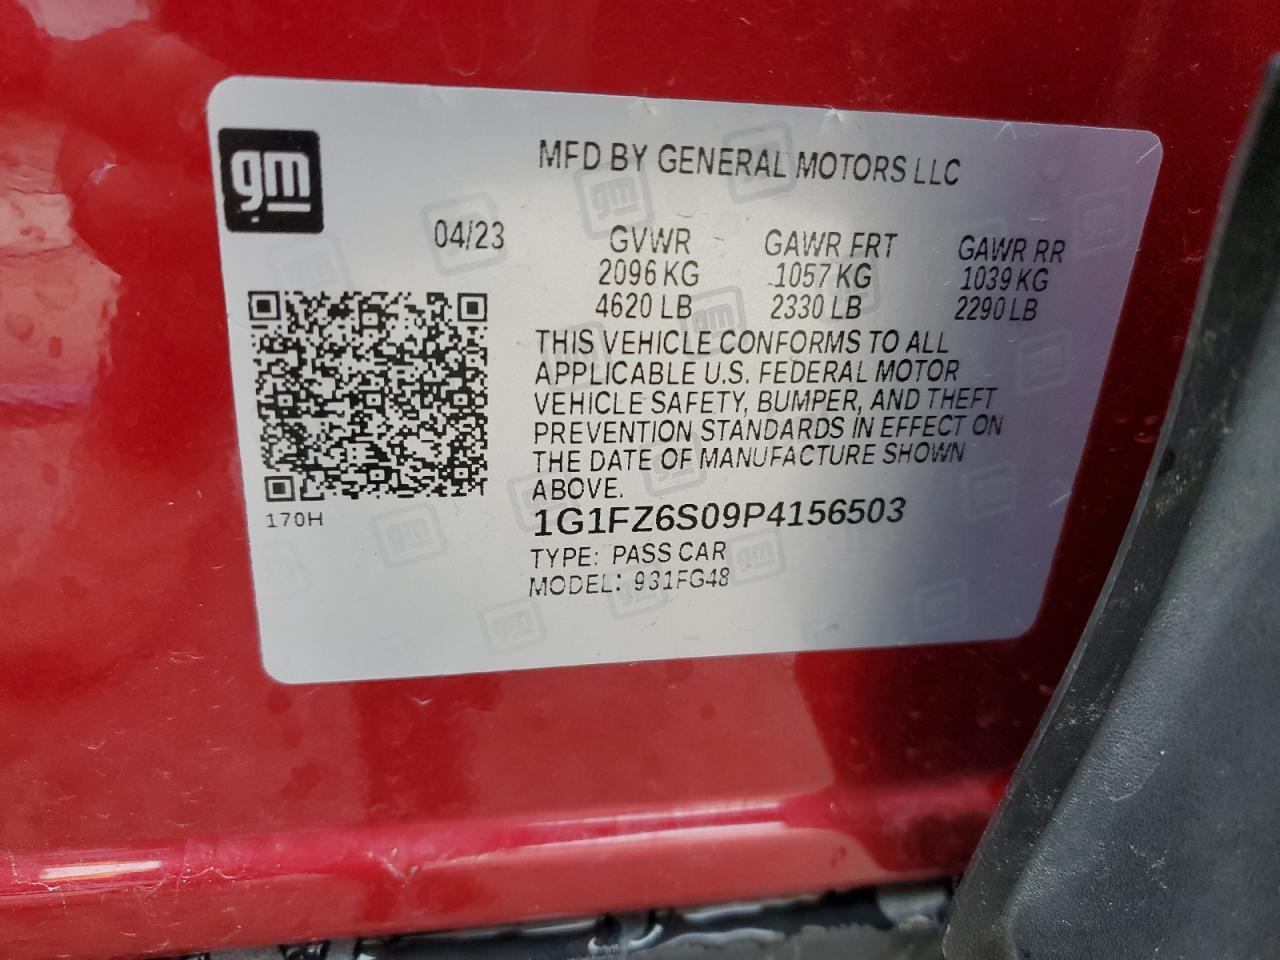 gm
MFD BY GENERAL MOTORS LLC
04/23
GVWR GAWR FRT GAWR RR
2096 KG 1057 KG 1039 KG
4620 LB 2330 LB 2290 LB
THIS VEHICLE CONFORMS TO ALL
APPLICABLE U.S. FEDERAL MOTOR
VEHICLE SAFETY, BUMPER, AND THEFT
PREVENTION STANDARDS IN EFFECT ON
THE DATE OF MANUFACTURE SHOWN
ABOVE.
170H
1G1FZ6S09P4156503
TYPE: PASS CAR
MODEL: 931FG48